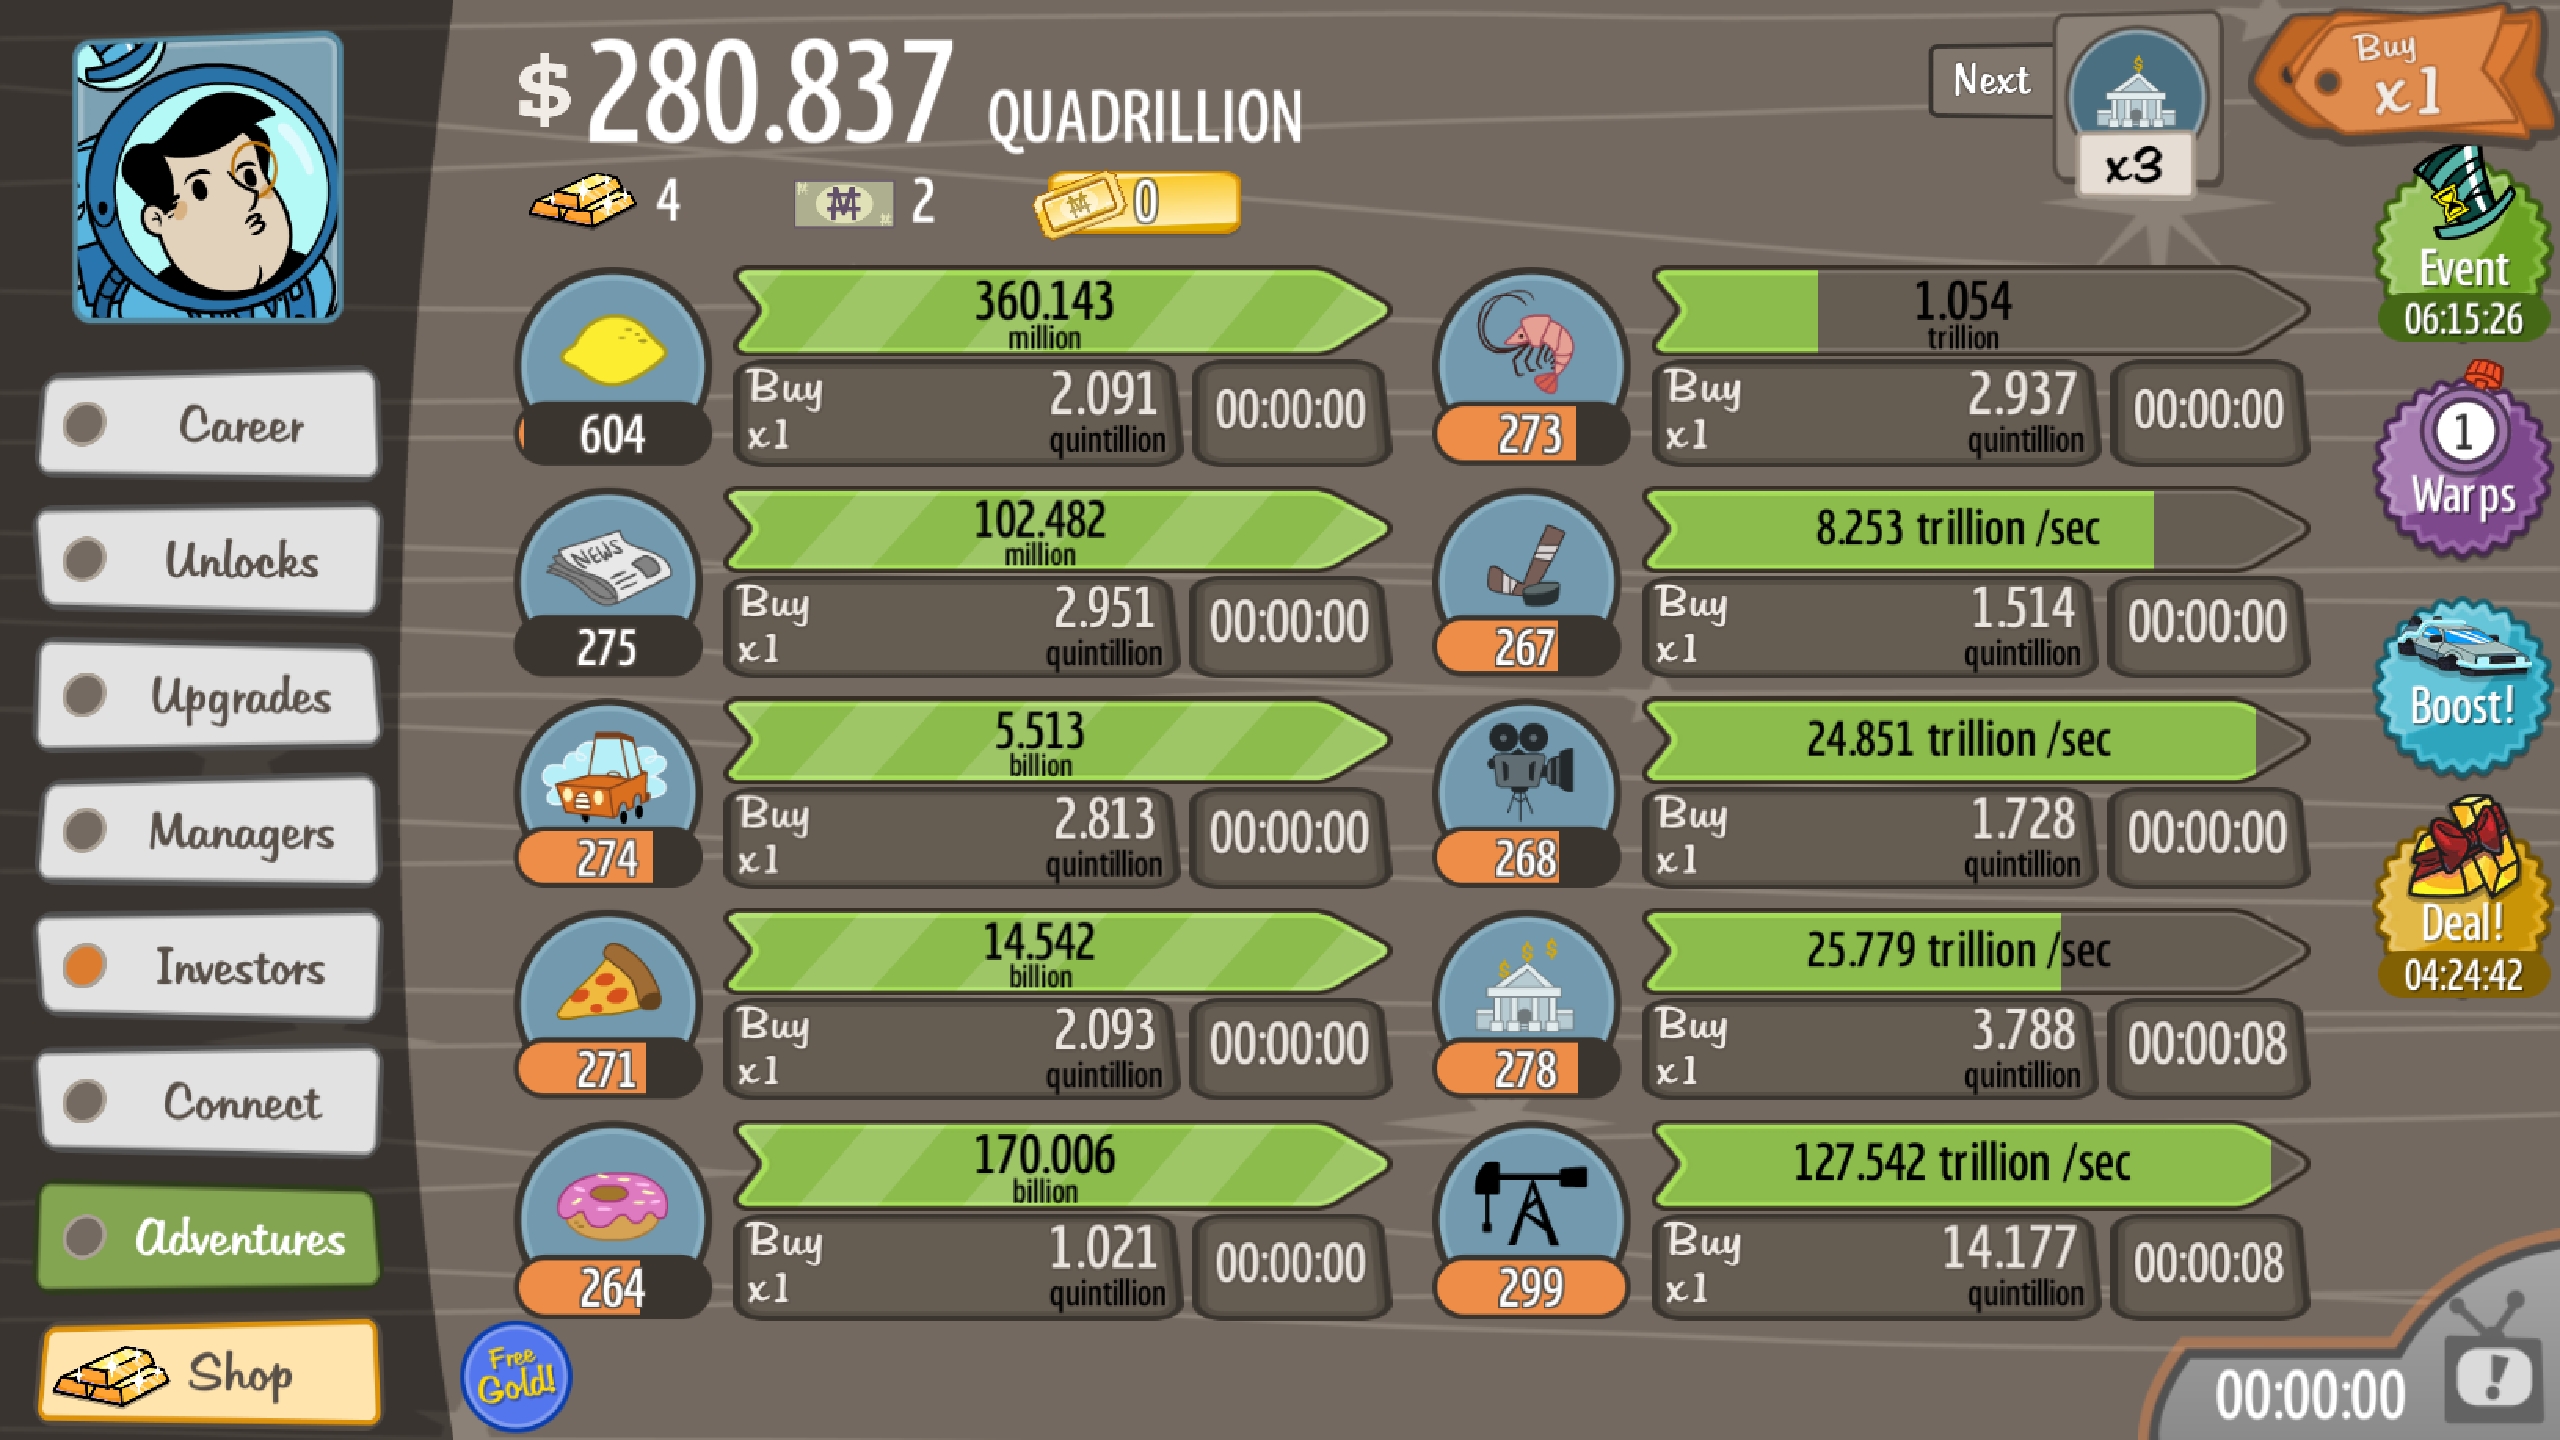 $280.837 QUADRILLION
4 2 0
Next
x3
Buy
x1
Event
06:15:26
1
Warps
Boost!
Deal!
04:24:42
Career
Unlocks
Upgrades
Managers
Investors
Connect
Adventures
Shop
Free
Gold!
604
360.143
million
Buy
x1
2.091
quintillion
00:00:00
NEWS
275
102.482
million
Buy
x1
2.951
quintillion
00:00:00
274
5.513
billion
Buy
x1
2.813
quintillion
00:00:00
271
14.542
billion
Buy
x1
2.093
quintillion
00:00:00
264
170.006
billion
Buy
x1
1.021
quintillion
00:00:00
273
1.054
trillion
Buy
x1
2.937
quintillion
00:00:00
267
8.253 trillion /sec
Buy
x1
1.514
quintillion
00:00:00
268
24.851 trillion /sec
Buy
x1
1.728
quintillion
00:00:00
278
25.779 trillion /sec
Buy
x1
3.788
quintillion
00:00:08
299
127.542 trillion /sec
Buy
x1
14.177
quintillion
00:00:08
00:00:00
!